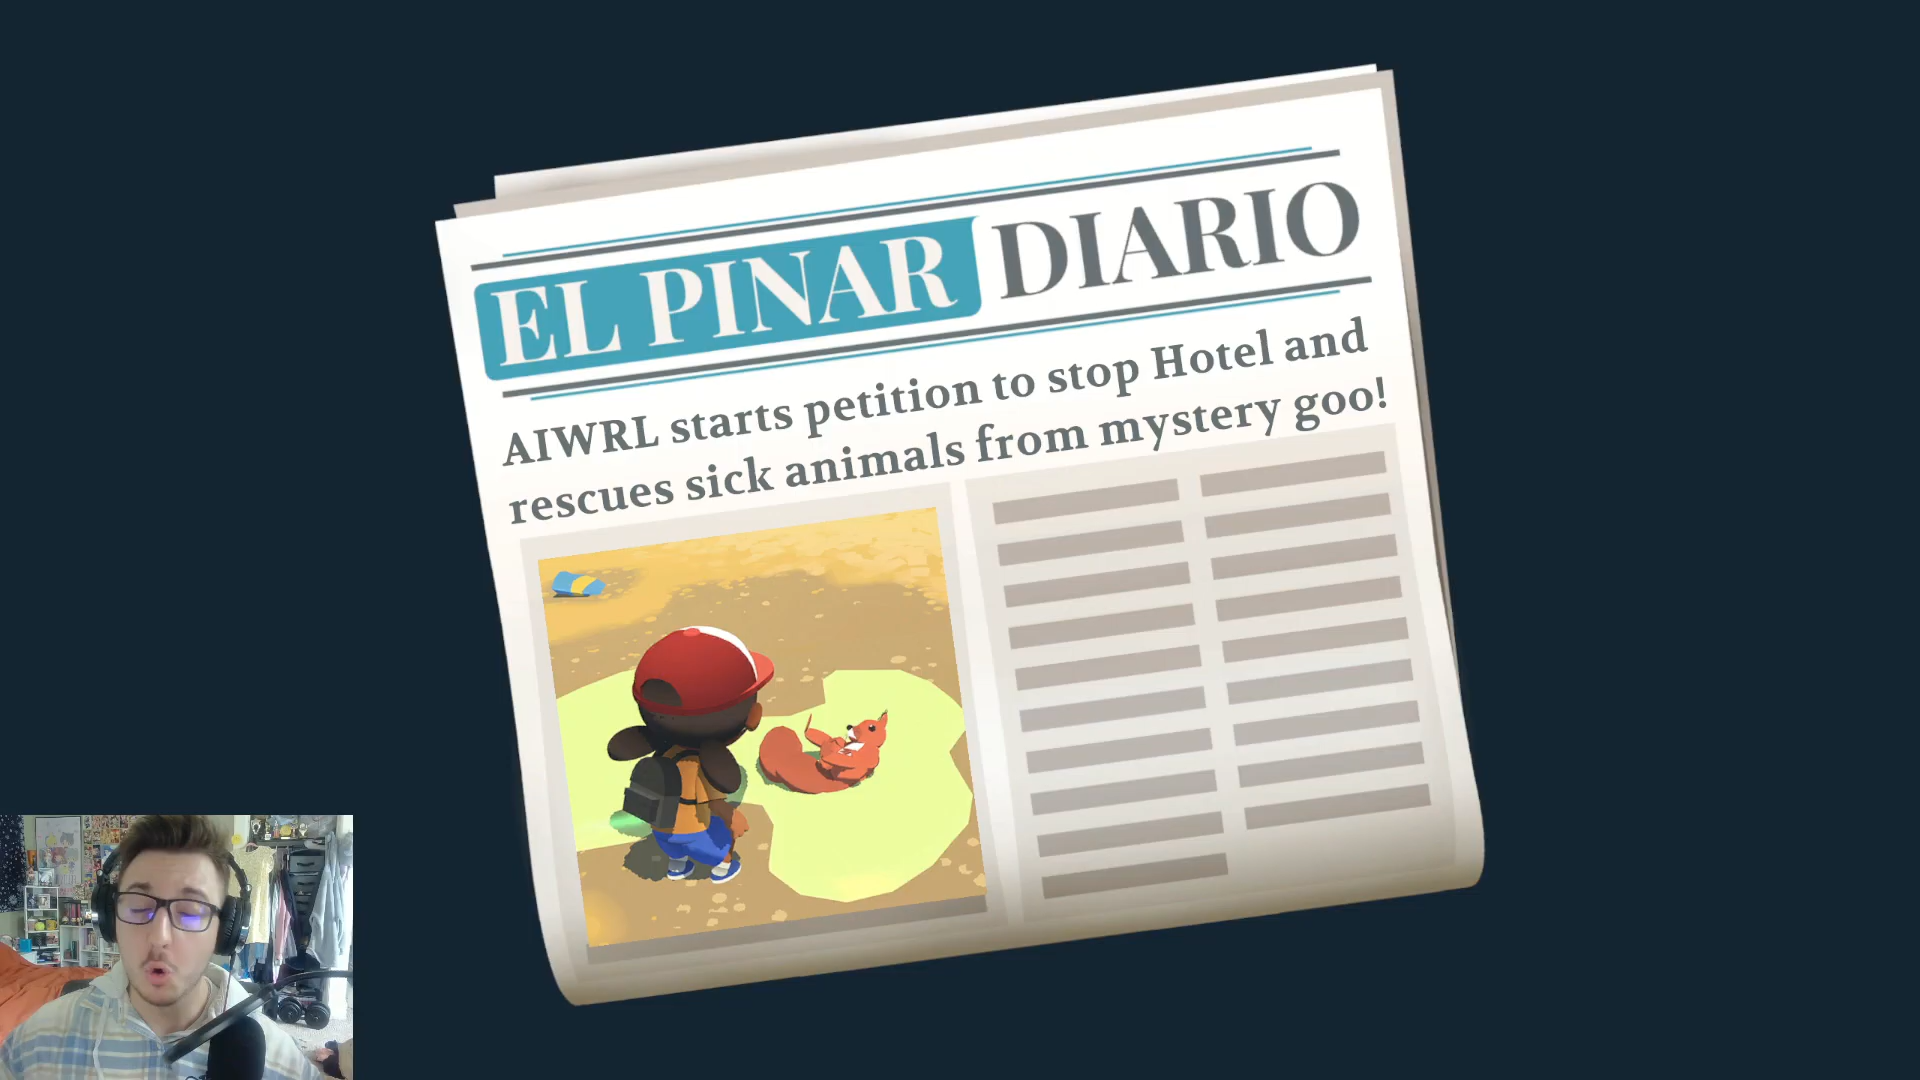 EL PINAR DIARIO
AIWRL starts petition to stop Hotel and
rescues sick animals from mystery goo!